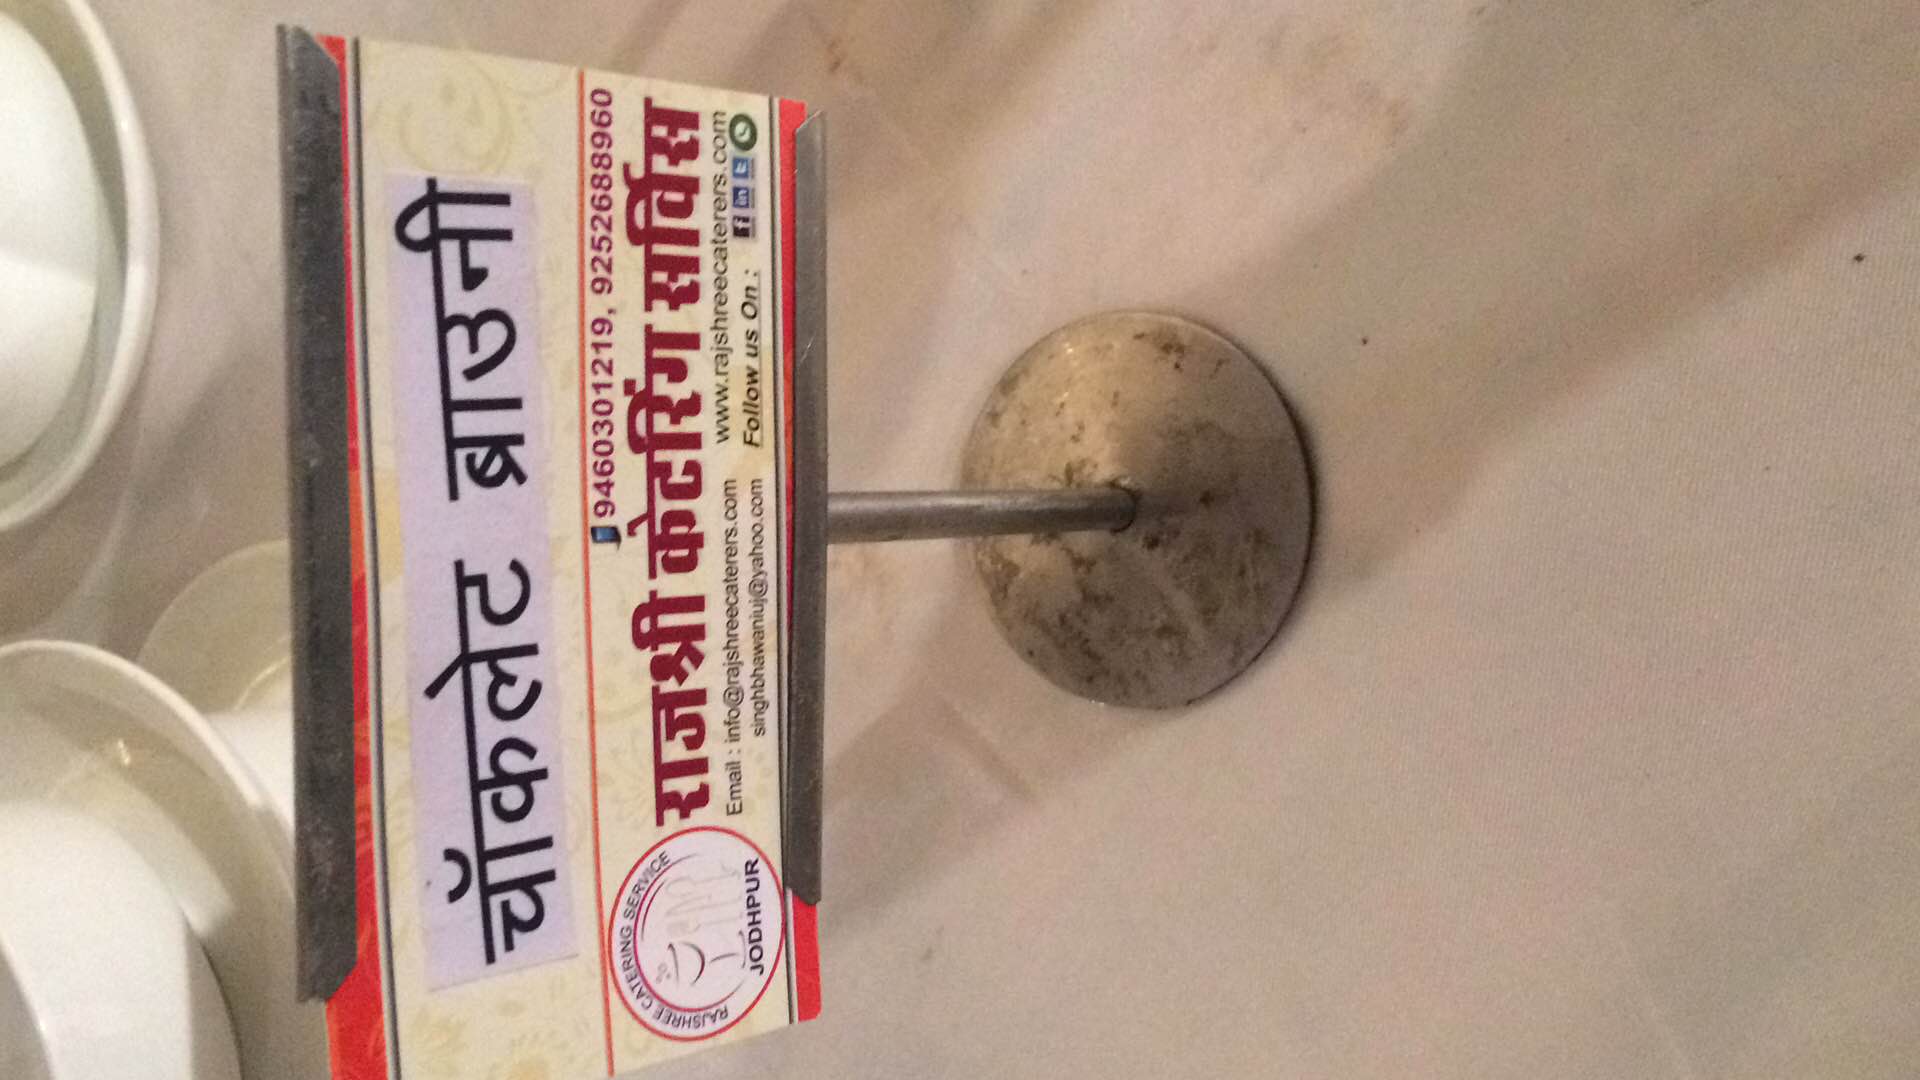 चॉकलेट ब्राउनी
9460301219, 9252688960
राजश्री केटरिंग सर्विस
Email : info@rajshreecaterers.com www.rajshreecaterers.com
singhbhawaniuj@yahoo.com Follow us On :
RAJSHREE CATERING SERVICE
JODHPUR